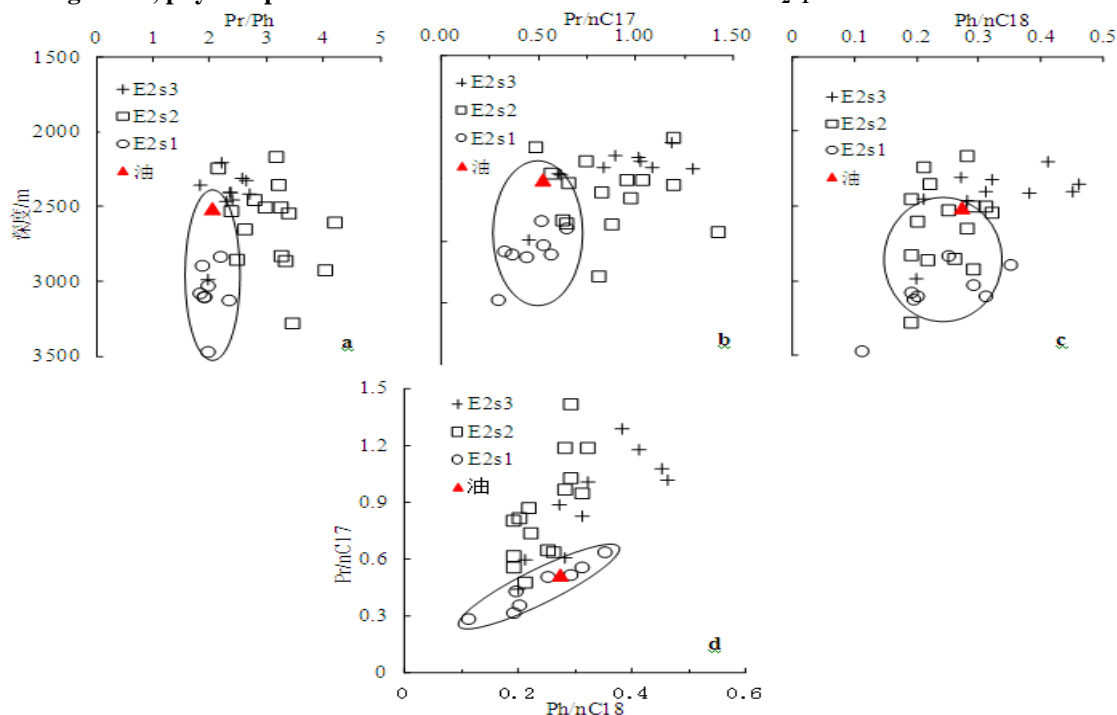 Pr/Ph
0 1 2 3 4 5
1500
2000
2500
3000
3500
深度/m
E2s3
E2s2
E2s1
油
a
Pr/nC17
0.00 0.50 1.00 1.50
E2s3
E2s2
E2s1
油
b
Ph/nC18
0 0.1 0.2 0.3 0.4 0.5
E2s3
E2s2
E2s1
油
c
1.5
1.2
0.9
0.6
0.3
0
Pr/nC17
E2s3
E2s2
E2s1
油
d
0 0.2 0.4 0.6
Ph/nC18